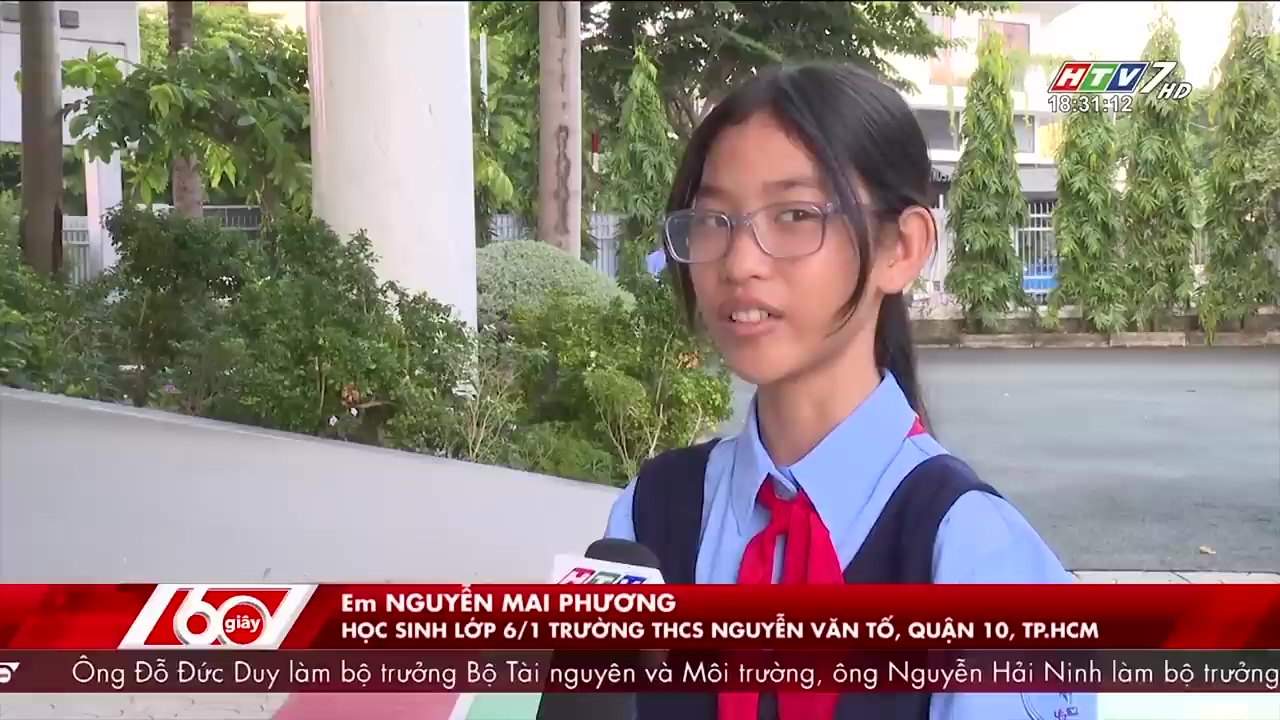 HTV7 HD
18:31:12
HTV
60 giây
Em NGUYỄN MAI PHƯƠNG
HỌC SINH LỚP 6/1 TRƯỜNG THCS NGUYỄN VĂN TỐ, QUẬN 10, TP.HCM
Ông Đỗ Đức Duy làm bộ trưởng Bộ Tài nguyên và Môi trường, ông Nguyễn Hải Ninh làm bộ trưởng